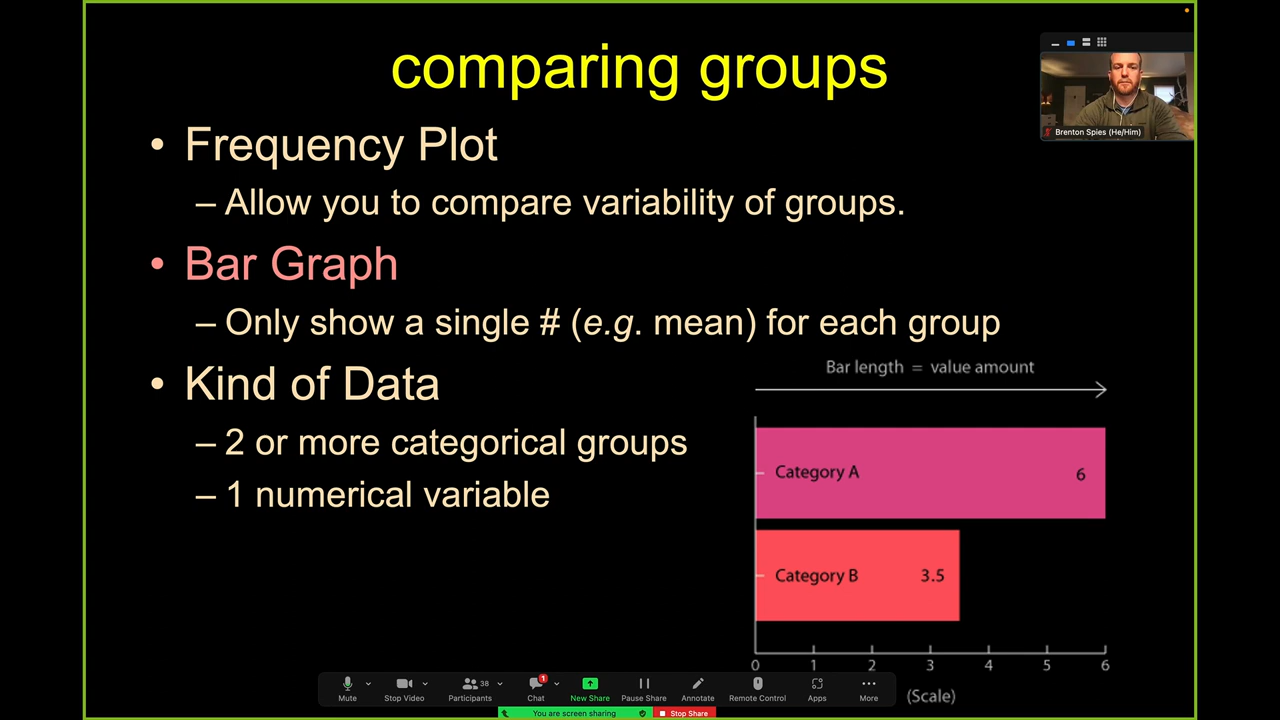 comparing groups
Brenton Spies (He/Him)
• Frequency Plot
– Allow you to compare variability of groups.
• Bar Graph
– Only show a single # (e.g. mean) for each group
• Kind of Data
– 2 or more categorical groups
– 1 numerical variable
Bar length = value amount
Category A 6
Category B 3.5
0 1 2 3 4 5 6
(Scale)
Mute Stop Video Participants 38 Chat 1 New Share Pause Share Annotate Remote Control Apps More
You are screen sharing Stop Share